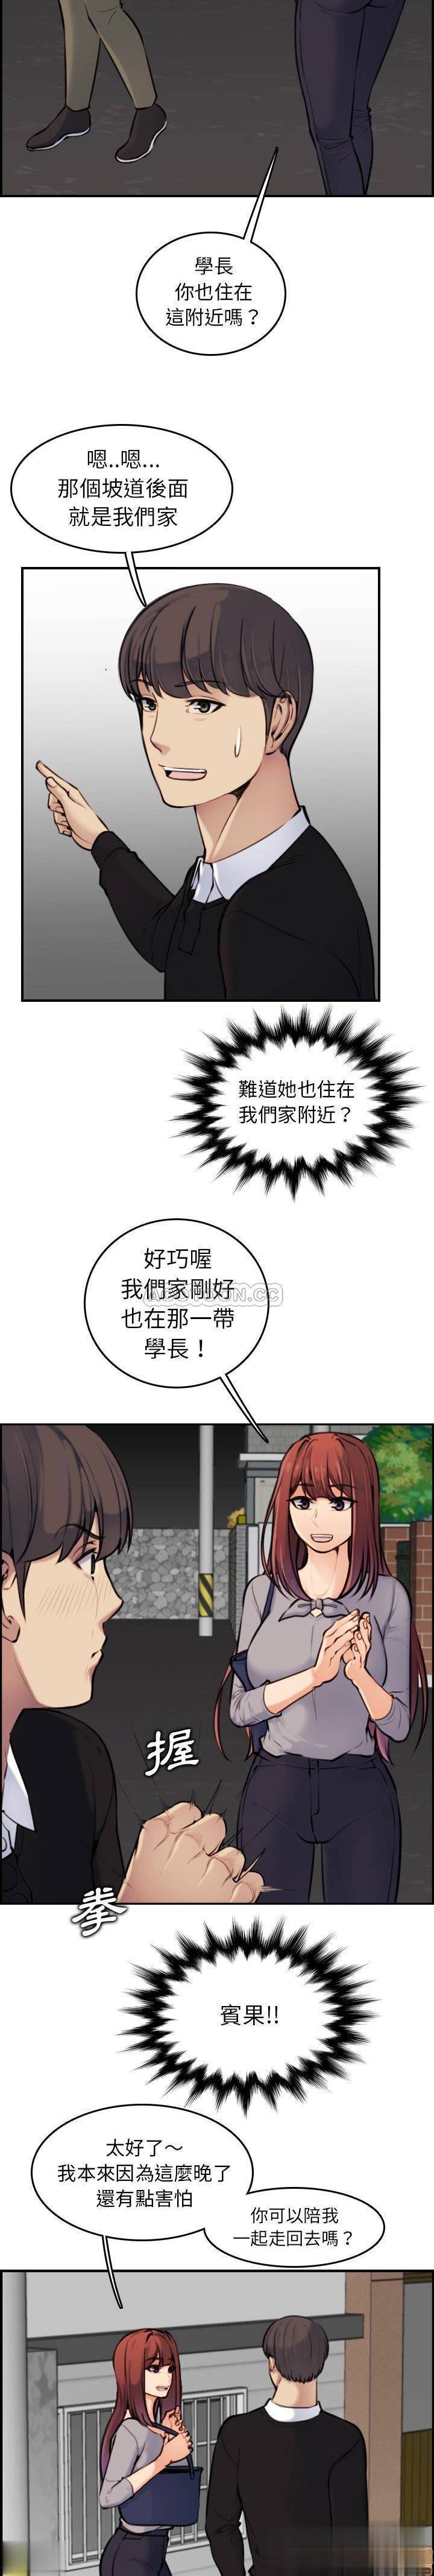 學長
你也住在
這附近嗎？
嗯..嗯...
那個坡道後面
就是我們家
難道她也住在
我們家附近？
好巧喔
我們家剛好
也在那一帶
學長！
握
拳
賓果!!
太好了～
我本來因為這麼晚了
還有點害怕
你可以陪我
一起走回去嗎？